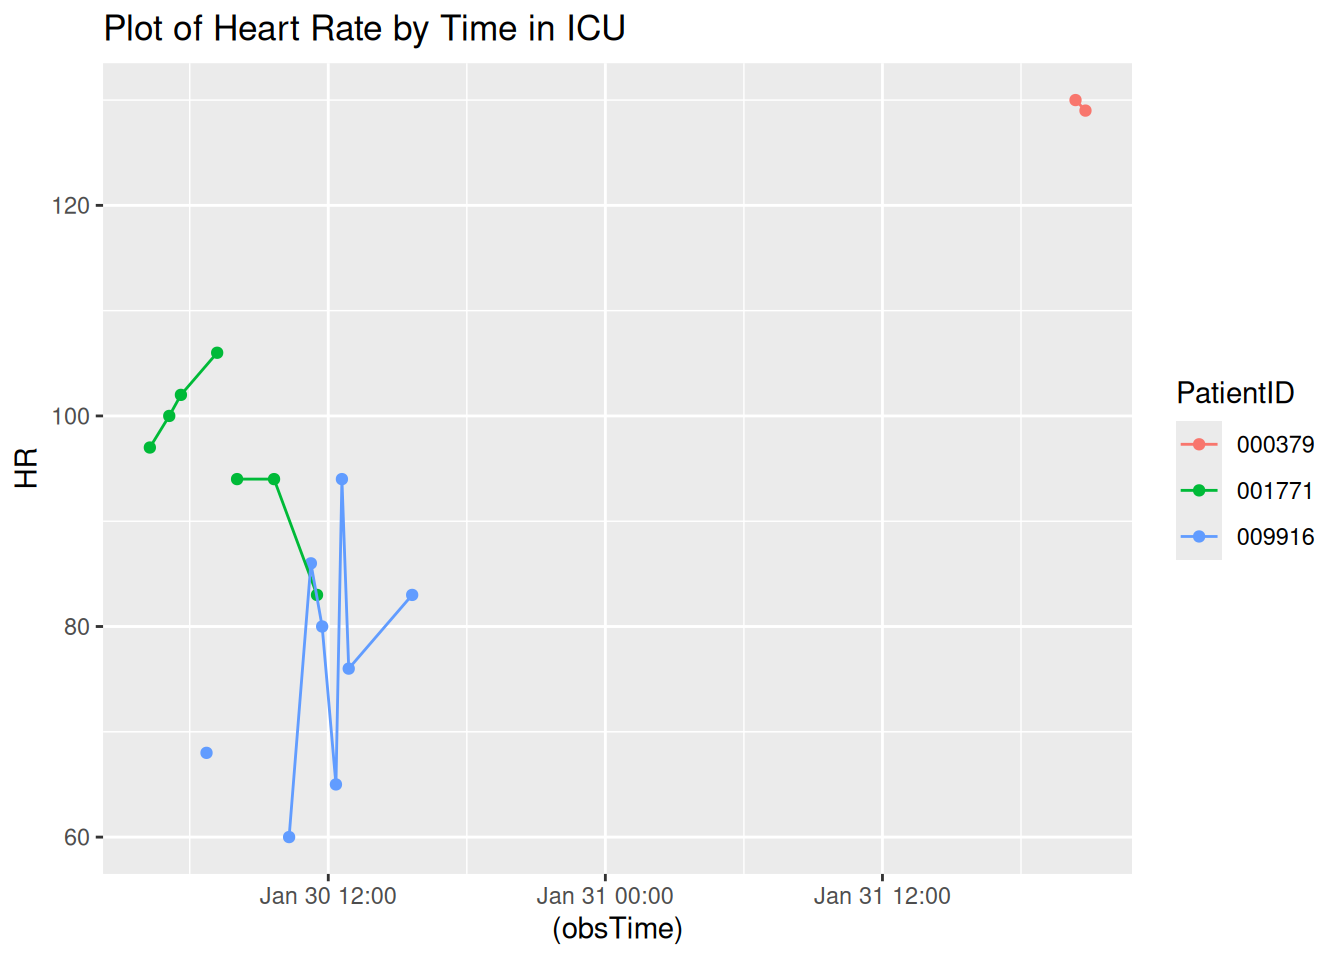 Plot of Heart Rate by Time in ICU
HR
120
100
80
60
Jan 30 12:00
Jan 31 00:00
Jan 31 12:00
(obsTime)
PatientID
000379
001771
009916